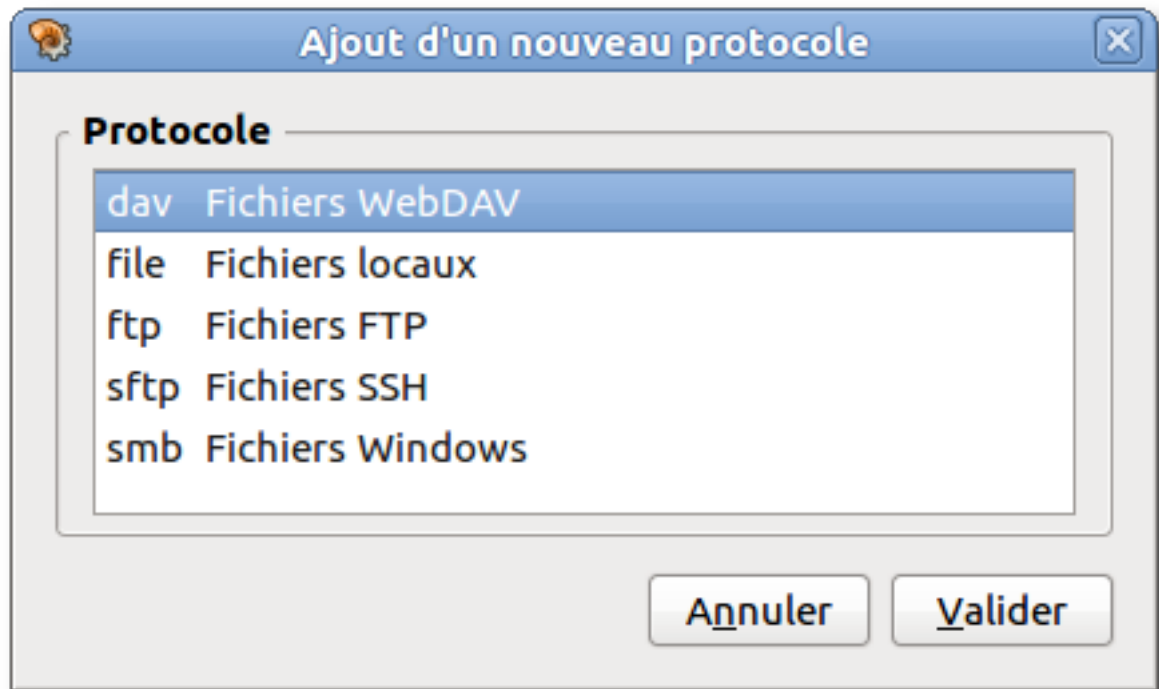 Ajout d'un nouveau protocole
Protocole
dav Fichiers WebDAV
file Fichiers locaux
ftp Fichiers FTP
sftp Fichiers SSH
smb Fichiers Windows
Annuler Valider